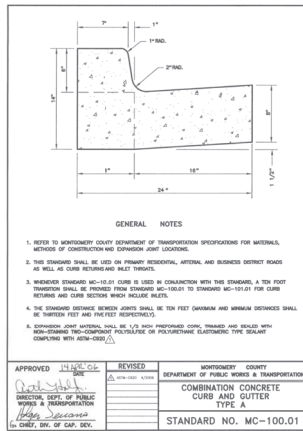 7"
1"
1" RAD.
2" RAD.
6"
14"
8"
1 1/2"
16"
24"
GENERAL NOTES
1. REFER TO MONTGOMERY COUNTY DEPARTMENT OF TRANSPORTATION SPECIFICATIONS FOR MATERIALS,
METHODS OF CONSTRUCTION AND EXPANSION JOINT LOCATIONS.
2. THIS STANDARD SHALL BE USED ON PRIMARY RESIDENTIAL, ARTERIAL AND BUSINESS DISTRICT ROADS
AS WELL AS CURB RETURNS AND INLET THROATS.
3. WHENEVER STANDARD MC-10.01 CURB IS USED IN CONJUNCTION WITH THIS STANDARD, A TEN FOOT
TRANSITION SHALL BE PROVIDED FROM STANDARD MC-100.01 TO STANDARD MC-101.01 FOR CURB
RETURNS AND CURB SECTIONS WHICH INCLUDE INLETS.
4. THE STANDARD DISTANCE BETWEEN JOINTS SHALL BE TEN FEET (MAXIMUM AND MINIMUM DISTANCES SHALL
BE THIRTEEN FEET AND FIVE FEET RESPECTIVELY).
5. EXPANSION JOINT MATERIAL SHALL BE 1/2 INCH PREFORMED CORK, TRIMMED AND SEALED WITH
NON-STAINING TWO-COMPONENT POLYSULFIDE OR POLYURETHANE ELASTOMERIC TYPE SEALANT
COMPLYING WITH ASTM-C920
APPROVED 14 APR '06
DATE
DIRECTOR, DEPT. OF PUBLIC
WORKS & TRANSPORTATION
for CHIEF, DIV. OF CAP. DEV.
REVISED
ASTM-C920
MONTGOMERY COUNTY
DEPARTMENT OF PUBLIC WORKS & TRANSPORTATION
COMBINATION CONCRETE
CURB AND GUTTER
TYPE A
STANDARD NO. MC-100.01